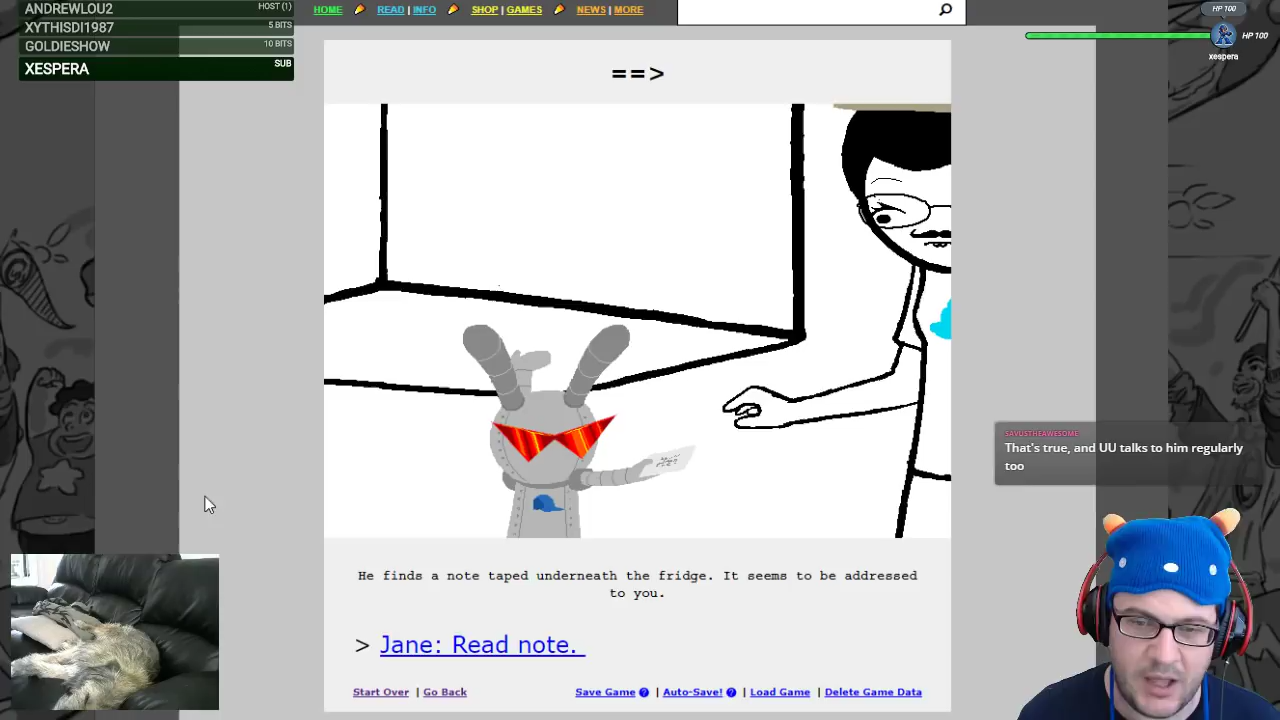 ANDREWLOU2 HOST (1)
XYTHISDI1987 5 BITS
GOLDIESHOW 10 BITS
XESPERA SUB
HOME READ | INFO SHOP | GAMES NEWS | MORE
HP 100
HP 100
xespera
==>
SAVUSTHEAWESOME
That's true, and UU talks to him regularly
too
He finds a note taped underneath the fridge. It seems to be addressed
to you.
> Jane: Read note.
Start Over | Go Back Save Game ? | Auto-Save! ? | Load Game | Delete Game Data